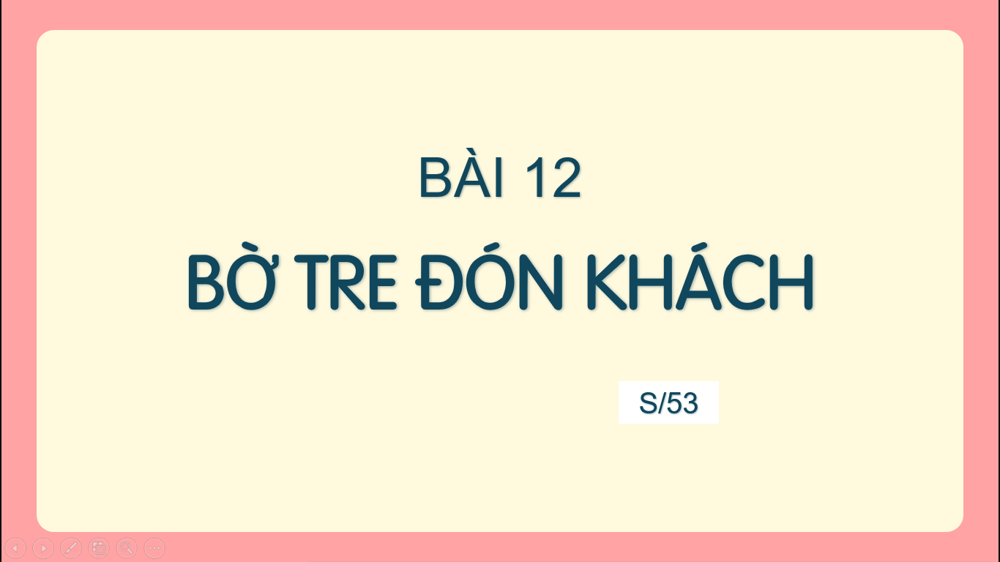 BÀI 12
BỜ TRE ĐÓN KHÁCH
S/53